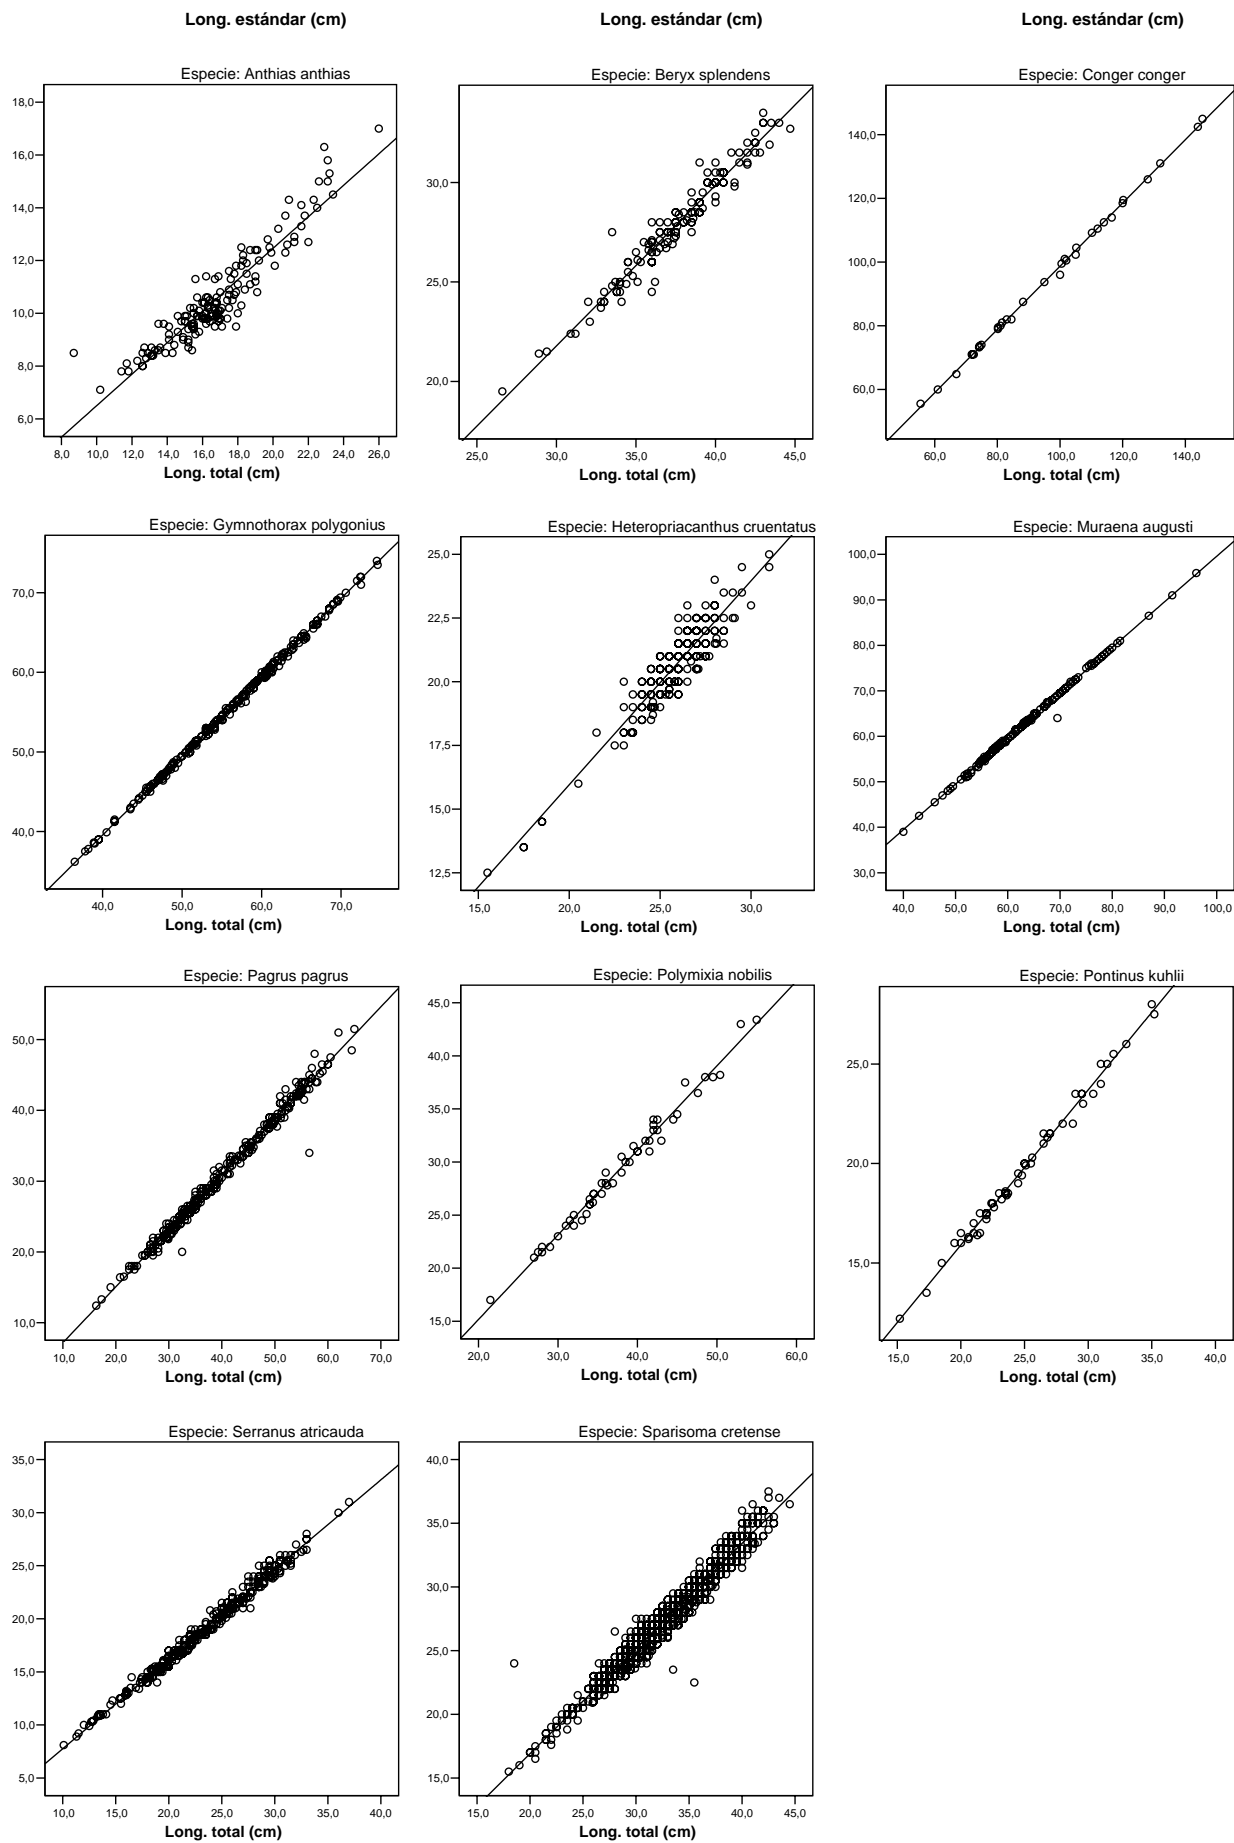 Long. estándar (cm) Long. estándar (cm) Long. estándar (cm)
Especie: Anthias anthias
18,0
16,0
14,0
12,0
10,0
8,0
6,0
8,0 10,0 12,0 14,0 16,0 18,0 20,0 22,0 24,0 26,0
Long. total (cm)
Especie: Beryx splendens
30,0
25,0
20,0
25,0 30,0 35,0 40,0 45,0
Long. total (cm)
Especie: Conger conger
140,0
120,0
100,0
80,0
60,0
60,0 80,0 100,0 120,0 140,0
Long. total (cm)
Especie: Gymnothorax polygonius
70,0
60,0
50,0
40,0
40,0 50,0 60,0 70,0
Long. total (cm)
Especie: Heteropriacanthus cruentatus
25,0
22,5
20,0
17,5
15,0
12,5
15,0 20,0 25,0 30,0
Long. total (cm)
Especie: Muraena augusti
100,0
90,0
80,0
70,0
60,0
50,0
40,0
30,0
40,0 50,0 60,0 70,0 80,0 90,0 100,0
Long. total (cm)
Especie: Pagrus pagrus
50,0
40,0
30,0
20,0
10,0
10,0 20,0 30,0 40,0 50,0 60,0 70,0
Long. total (cm)
Especie: Polymixia nobilis
45,0
40,0
35,0
30,0
25,0
20,0
15,0
20,0 30,0 40,0 50,0 60,0
Long. total (cm)
Especie: Pontinus kuhlii
25,0
20,0
15,0
15,0 20,0 25,0 30,0 35,0 40,0
Long. total (cm)
Especie: Serranus atricauda
35,0
30,0
25,0
20,0
15,0
10,0
5,0
10,0 15,0 20,0 25,0 30,0 35,0 40,0
Long. total (cm)
Especie: Sparisoma cretense
40,0
35,0
30,0
25,0
20,0
15,0
15,0 20,0 25,0 30,0 35,0 40,0 45,0
Long. total (cm)